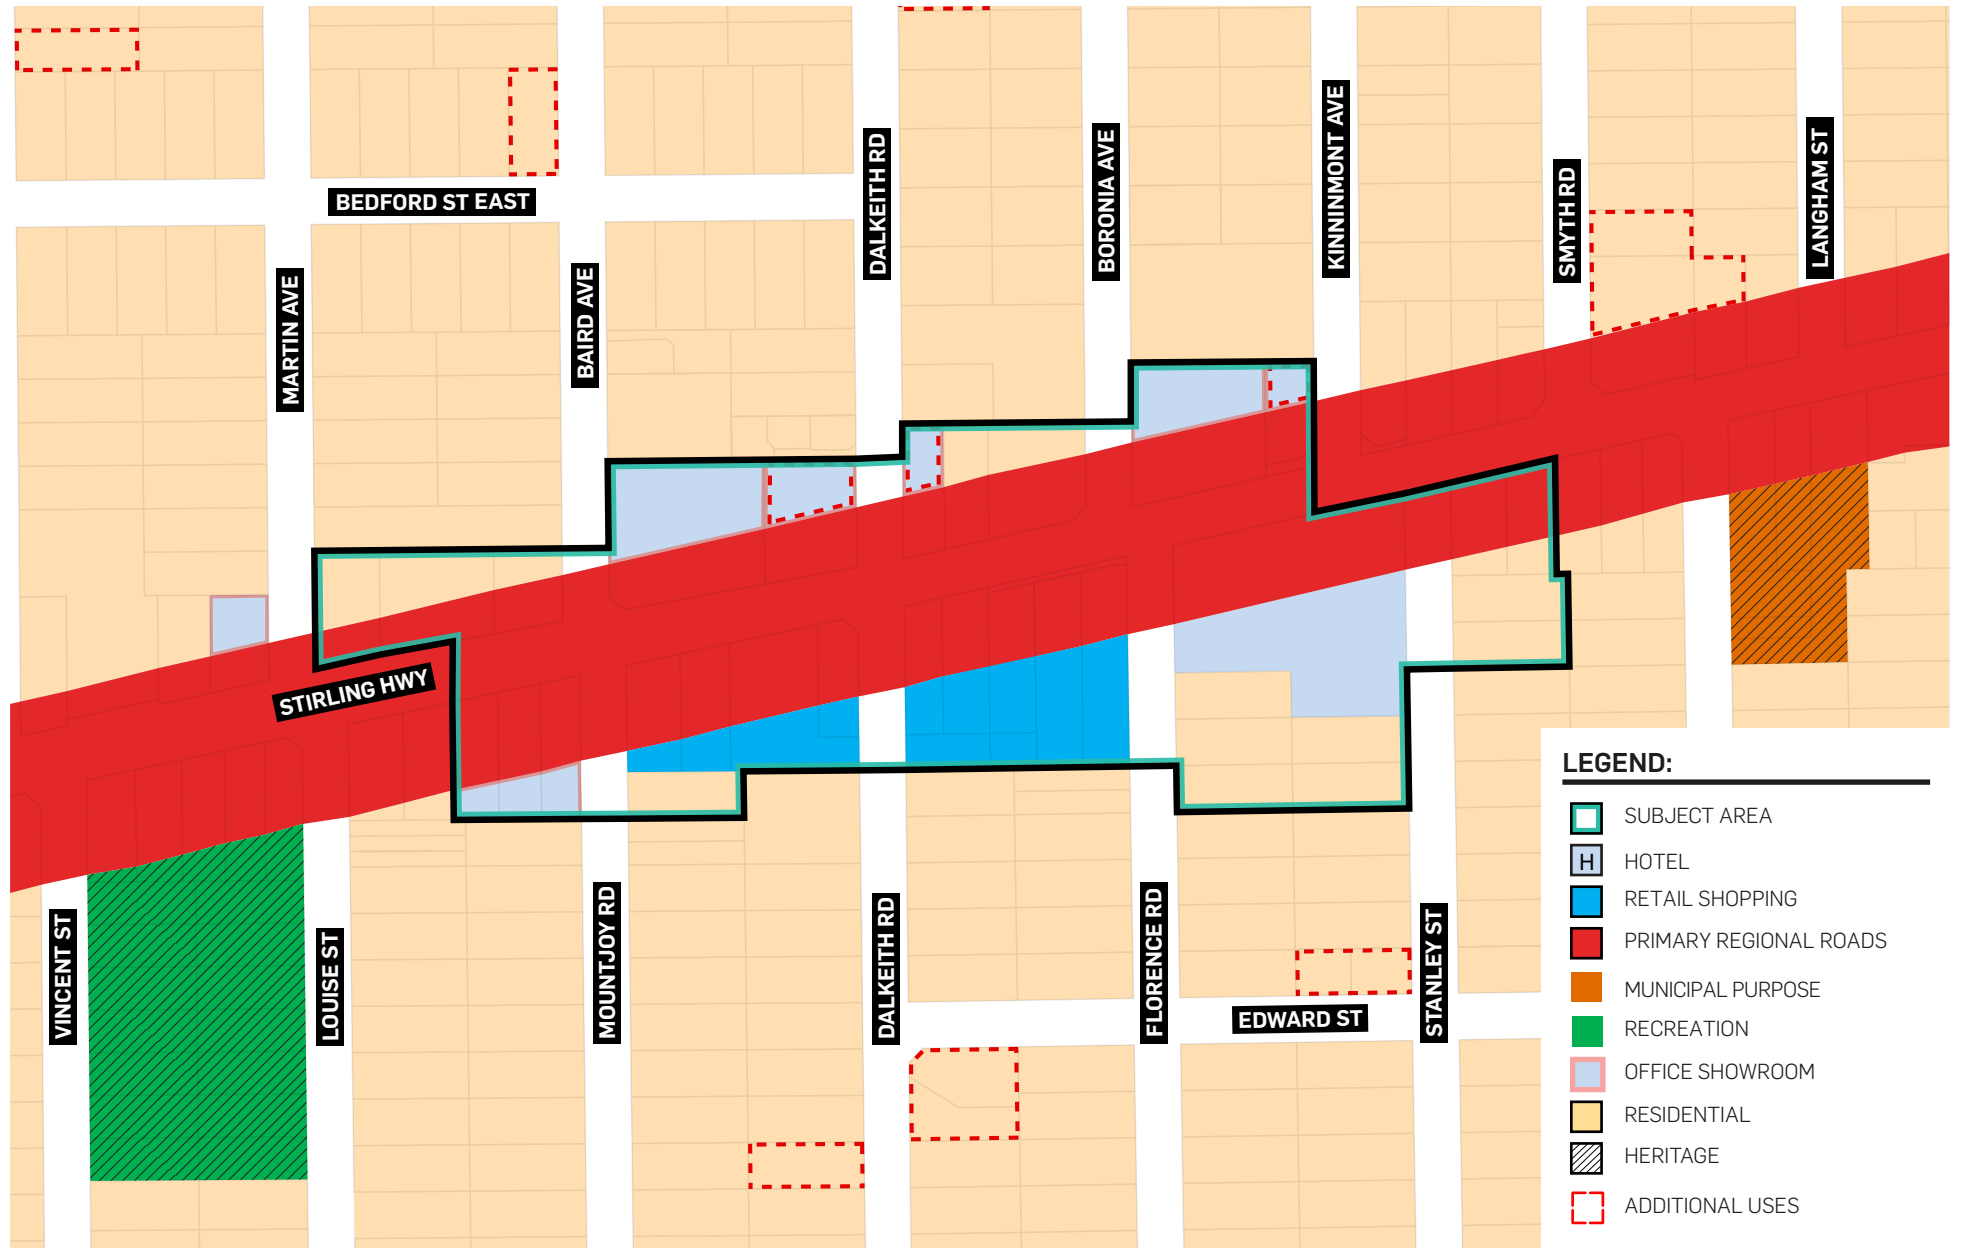 BEDFORD ST EAST
MARTIN AVE
BAIRD AVE
DALKEITH RD
BORONIA AVE
KINNINMONT AVE
SMYTH RD
LANGHAM ST
STIRLING HWY
VINCENT ST
LOUISE ST
MOUNTJOY RD
DALKEITH RD
FLORENCE RD
EDWARD ST
STANLEY ST
LEGEND:
SUBJECT AREA
H HOTEL
RETAIL SHOPPING
PRIMARY REGIONAL ROADS
MUNICIPAL PURPOSE
RECREATION
OFFICE SHOWROOM
RESIDENTIAL
HERITAGE
ADDITIONAL USES